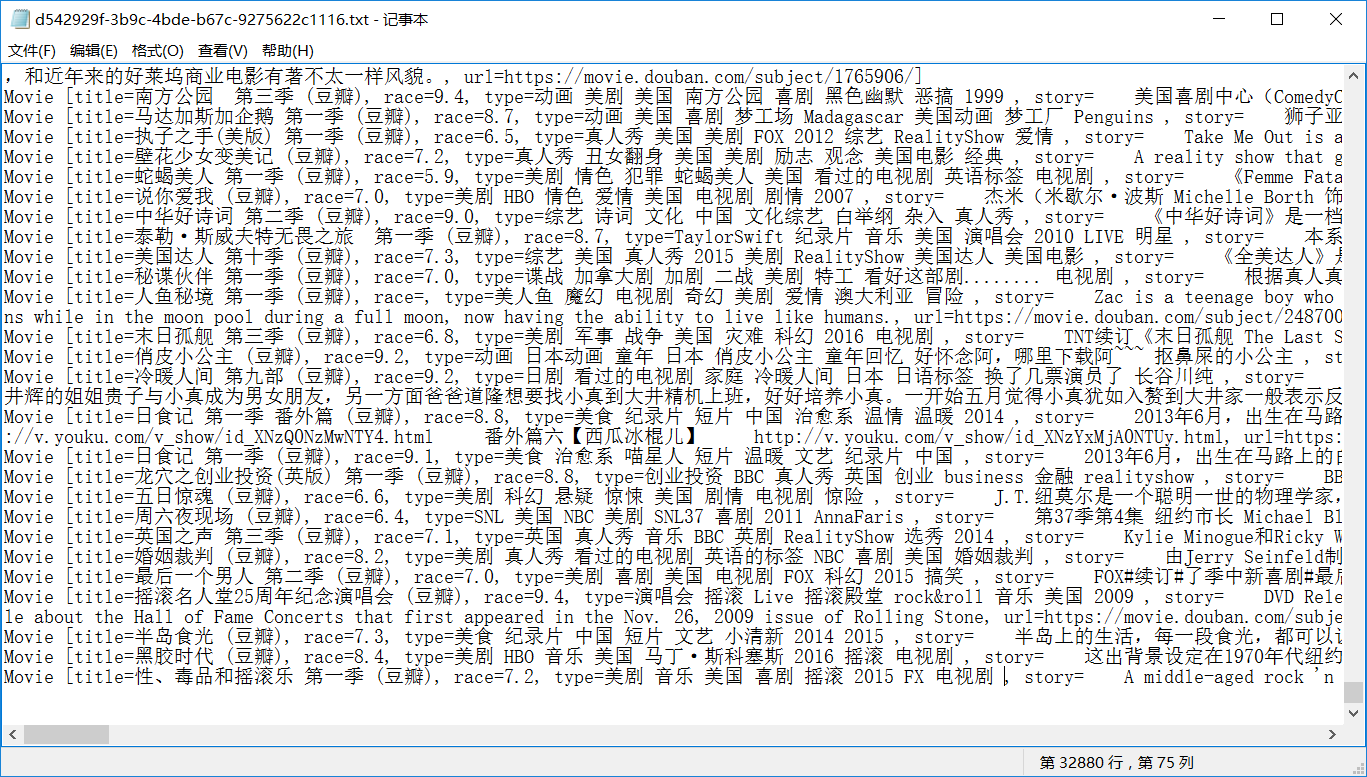 d542929f-3b9c-4bde-b67c-9275622c1116.txt - 记事本
文件(F) 编辑(E) 格式(O) 查看(V) 帮助(H)
，和近年来的好莱坞商业电影有著不太一样风貌。, url=https://movie.douban.com/subject/1765906/]
Movie [title=南方公园  第三季 (豆瓣), race=9.4, type=动画 美剧 美国 南方公园 喜剧 黑色幽默 恶搞 1999 , story=    美国喜剧中心（ComedyC
Movie [title=马达加斯加企鹅 第一季 (豆瓣), race=8.7, type=动画 美国 喜剧 梦工场 Madagascar 美国动画 梦工厂 Penguins , story=    狮子亚
Movie [title=执子之手(美版) 第一季 (豆瓣), race=6.5, type=真人秀 美国 美剧 FOX 2012 综艺 RealityShow 爱情 , story=    Take Me Out is a
Movie [title=壁花少女变美记 (豆瓣), race=7.2, type=真人秀 丑女翻身 美国 美剧 励志 观念 美国电影 经典 , story=    A reality show that g
Movie [title=蛇蝎美人 第一季 (豆瓣), race=5.9, type=美剧 情色 犯罪 蛇蝎美人 美国 看过的电视剧 英语标签 电视剧 , story=    《Femme Fata
Movie [title=说你爱我 (豆瓣), race=7.0, type=美剧 HBO 情色 爱情 美国 电视剧 剧情 2007 , story=    杰米（米歇尔·波斯 Michelle Borth 饰
Movie [title=中华好诗词 第二季 (豆瓣), race=9.0, type=综艺 诗词 文化 中国 文化综艺 白举纲 杂入 真人秀 , story=    《中华好诗词》是一档
Movie [title=泰勒·斯威夫特无畏之旅  第一季 (豆瓣), race=8.7, type=TaylorSwift 纪录片 音乐 美国 演唱会 2010 LIVE 明星 , story=    本系
Movie [title=美国达人 第十季 (豆瓣), race=7.3, type=综艺 美国 真人秀 2015 美剧 RealityShow 美国达人 美国电影 , story=    《全美达人》是
Movie [title=秘谍伙伴 第一季 (豆瓣), race=7.0, type=谍战 加拿大剧 加剧 二战 美剧 特工 看好这部剧........ 电视剧 , story=    根据真人真
Movie [title=人鱼秘境 第一季 (豆瓣), race=, type=美人鱼 魔幻 电视剧 奇幻 美剧 爱情 澳大利亚 冒险 , story=    Zac is a teenage boy who
ns while in the moon pool during a full moon, now having the ability to live like humans., url=https://movie.douban.com/subject/248700
Movie [title=末日孤舰 第三季 (豆瓣), race=6.8, type=美剧 军事 战争 美国 灾难 科幻 2016 电视剧 , story=    TNT续订《末日孤舰 The Last S
Movie [title=俏皮小公主 (豆瓣), race=9.2, type=动画 日本动画 童年 日本 俏皮小公主 童年回忆 好怀念阿，哪里下载阿~~~ 抠鼻屎的小公主 , st
Movie [title=冷暖人间 第九部 (豆瓣), race=9.2, type=日剧 看过的电视剧 家庭 冷暖人间 日本 日语标签 换了几票演员了 长谷川纯 , story=
井辉的姐姐贵子与小真成为男女朋友，另一方面爸爸道隆想要找小真到大井精机上班，好好培养小真。一开始五月觉得小真犹如入赘到大井家一般表示反
Movie [title=日食记 第一季 番外篇 (豆瓣), race=8.8, type=美食 纪录片 短片 中国 治愈系 温情 温暖 2014 , story=    2013年6月，出生在马路
://v.youku.com/v_show/id_XNzQ0NzMwNTY4.html    番外篇六【西瓜冰棍儿】    http://v.youku.com/v_show/id_XNzYxMjA0NTUy.html, url=https:
Movie [title=日食记 第一季 (豆瓣), race=9.1, type=美食 治愈系 喵星人 短片 温暖 文艺 纪录片 中国 , story=    2013年6月，出生在马路上的白
Movie [title=龙穴之创业投资(英版) 第一季 (豆瓣), race=8.8, type=创业投资 BBC 真人秀 英国 创业 business 金融 realityshow , story=    BB
Movie [title=五日惊魂 (豆瓣), race=6.6, type=美剧 科幻 悬疑 惊悚 美国 剧情 电视剧 惊险 , story=    J.T.纽莫尔是一个聪明一世的物理学家，
Movie [title=周六夜现场 (豆瓣), race=6.4, type=SNL 美国 NBC 美剧 SNL37 喜剧 2011 AnnaFaris , story=    第37季第4集 纽约市长 Michael Bl
Movie [title=英国之声 第三季 (豆瓣), race=7.1, type=英国 真人秀 音乐 BBC 英剧 RealityShow 选秀 2014 , story=    Kylie Minogue和Ricky W
Movie [title=婚姻裁判 (豆瓣), race=8.2, type=美剧 真人秀 看过的电视剧 英语的标签 NBC 喜剧 美国 婚姻裁判 , story=    由Jerry Seinfeld制
Movie [title=最后一个男人 第二季 (豆瓣), race=7.0, type=美剧 喜剧 美国 电视剧 FOX 科幻 2015 搞笑 , story=    FOX#续订#了季中新喜剧#最后
Movie [title=摇滚名人堂25周年纪念演唱会 (豆瓣), race=9.4, type=演唱会 摇滚 Live 摇滚殿堂 rock&roll 音乐 美国 2009 , story=    DVD Rele
le about the Hall of Fame Concerts that first appeared in the Nov. 26, 2009 issue of Rolling Stone, url=https://movie.douban.com/subje
Movie [title=半岛食光 (豆瓣), race=7.3, type=美食 纪录片 中国 短片 文艺 小清新 2014 2015 , story=    半岛上的生活，每一段食光，都可以让
Movie [title=黑胶时代 (豆瓣), race=8.4, type=美剧 HBO 音乐 美国 马丁·斯科塞斯 2016 摇滚 电视剧 , story=    这出背景设定在1970年代纽约
Movie [title=性、毒品和摇滚乐 第一季 (豆瓣), race=7.2, type=美剧 音乐 美国 喜剧 摇滚 2015 FX 电视剧 , story=    A middle-aged rock 'n
第 32880 行，第 75 列